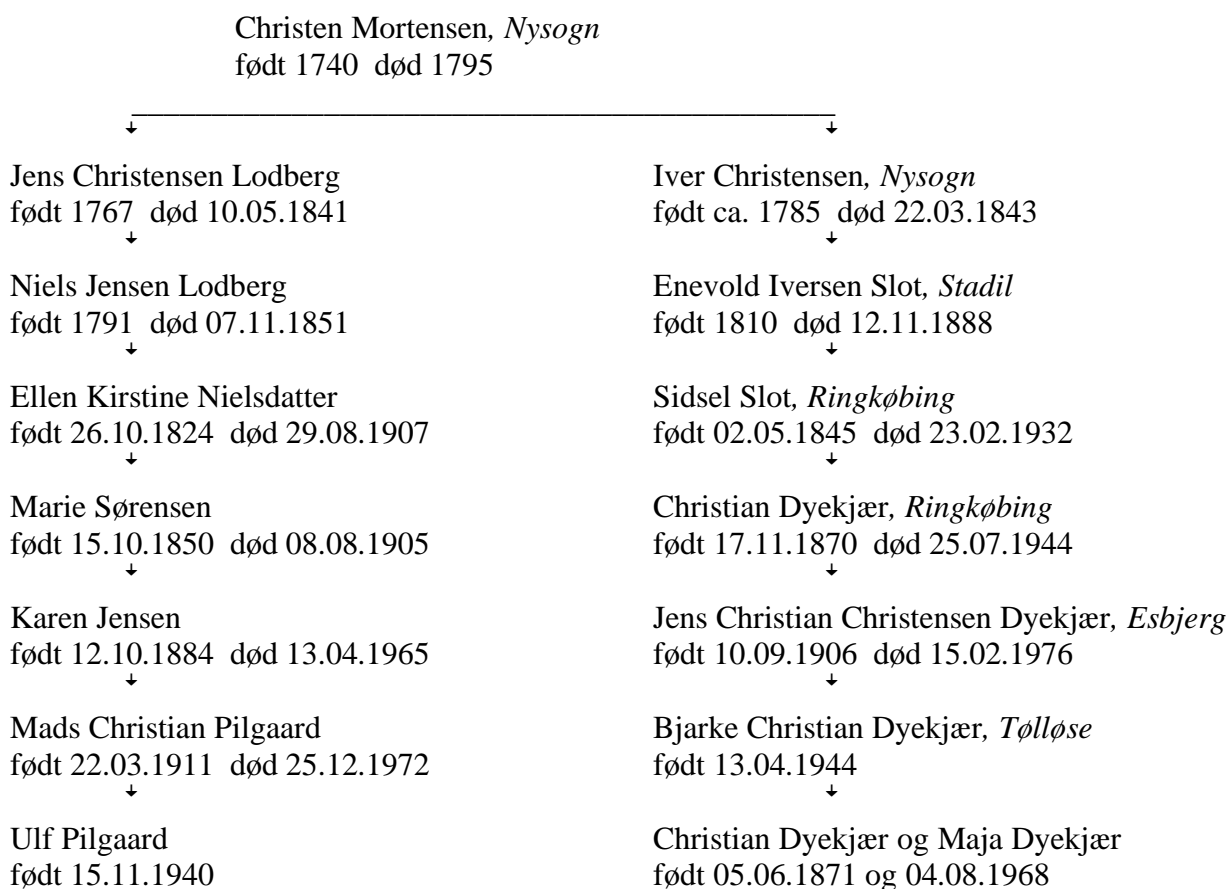 Christen Mortensen, Nysogn
født 1740 død 1795
Jens Christensen Lodberg
født 1767 død 10.05.1841
Niels Jensen Lodberg
født 1791 død 07.11.1851
Ellen Kirstine Nielsdatter
født 26.10.1824 død 29.08.1907
Marie Sørensen
født 15.10.1850 død 08.08.1905
Karen Jensen
født 12.10.1884 død 13.04.1965
Mads Christian Pilgaard
født 22.03.1911 død 25.12.1972
Ulf Pilgaard
født 15.11.1940
Iver Christensen, Nysogn
født ca. 1785 død 22.03.1843
Enevold Iversen Slot, Stadil
født 1810 død 12.11.1888
Sidsel Slot, Ringkøbing
født 02.05.1845 død 23.02.1932
Christian Dyekjær, Ringkøbing
født 17.11.1870 død 25.07.1944
Jens Christian Christensen Dyekjær, Esbjerg
født 10.09.1906 død 15.02.1976
Bjarke Christian Dyekjær, Tølløse
født 13.04.1944
Christian Dyekjær og Maja Dyekjær
født 05.06.1871 og 04.08.1968